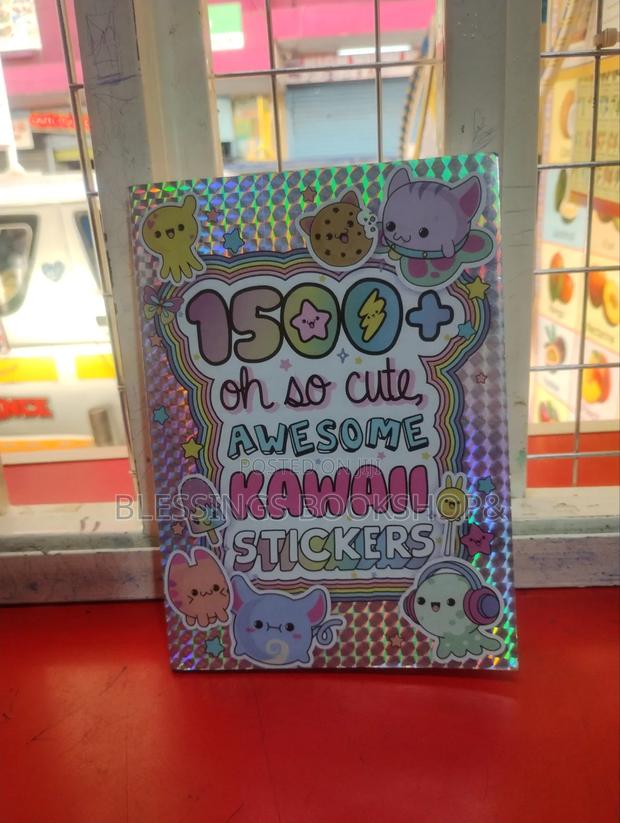 1500+
oh so cute,
AWESOME
POSTED ON JIJI
KAWAII
BLESSINGS BOOKSHOP&
STICKERS